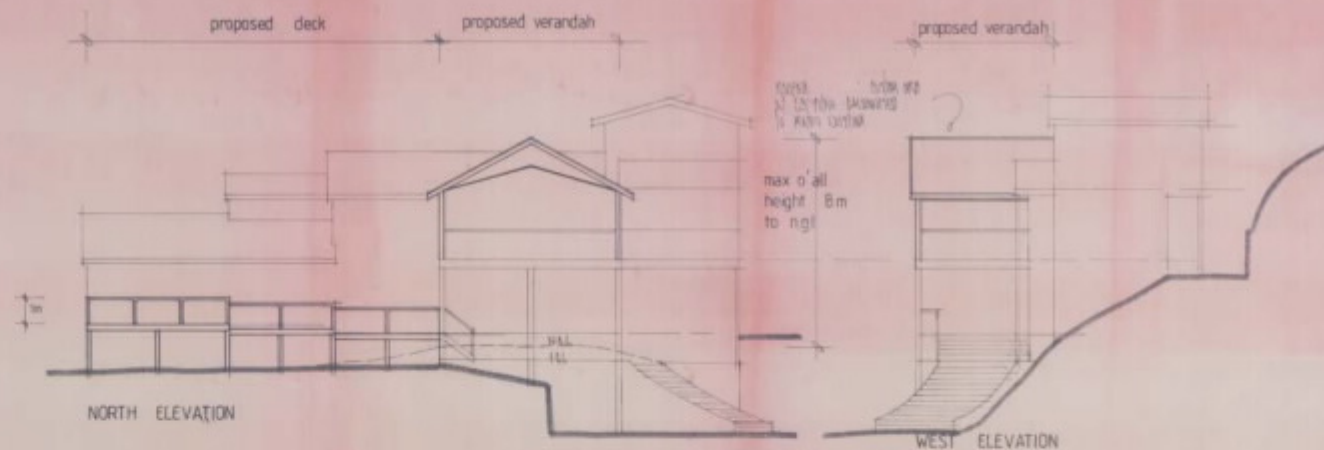 proposed deck
proposed verandah
proposed verandah
max o'all
height 8m
to ngl
1m
NORTH ELEVATION
WEST ELEVATION